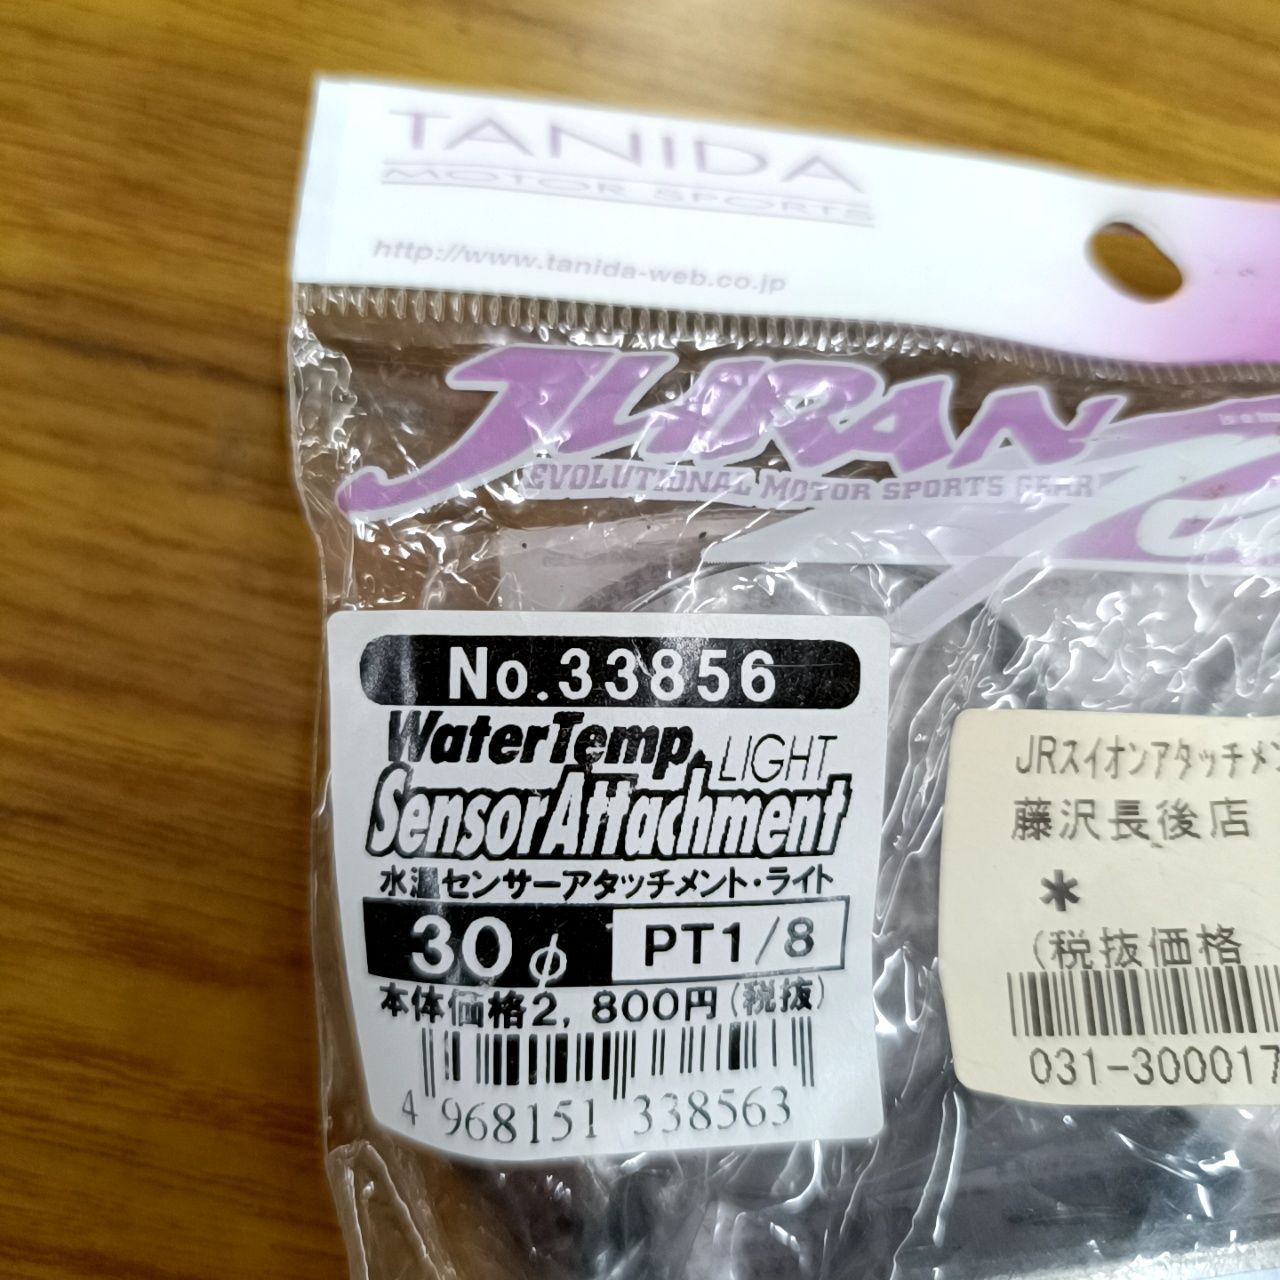 TANIDA
MOTOR SPORTS
http://www.tanida-web.co.jp
JURAN
EVOLUTIONAL MOTOR SPORTS GEAR
No.33856
WaterTemp. LIGHT
SensorAttachment
水温センサーアタッチメント・ライト
30φ PT1/8
本体価格2,800円(税抜)
4 968151 338563
JRスイオンアタッチメン
藤沢長後店
*
(税抜価格
031-300017